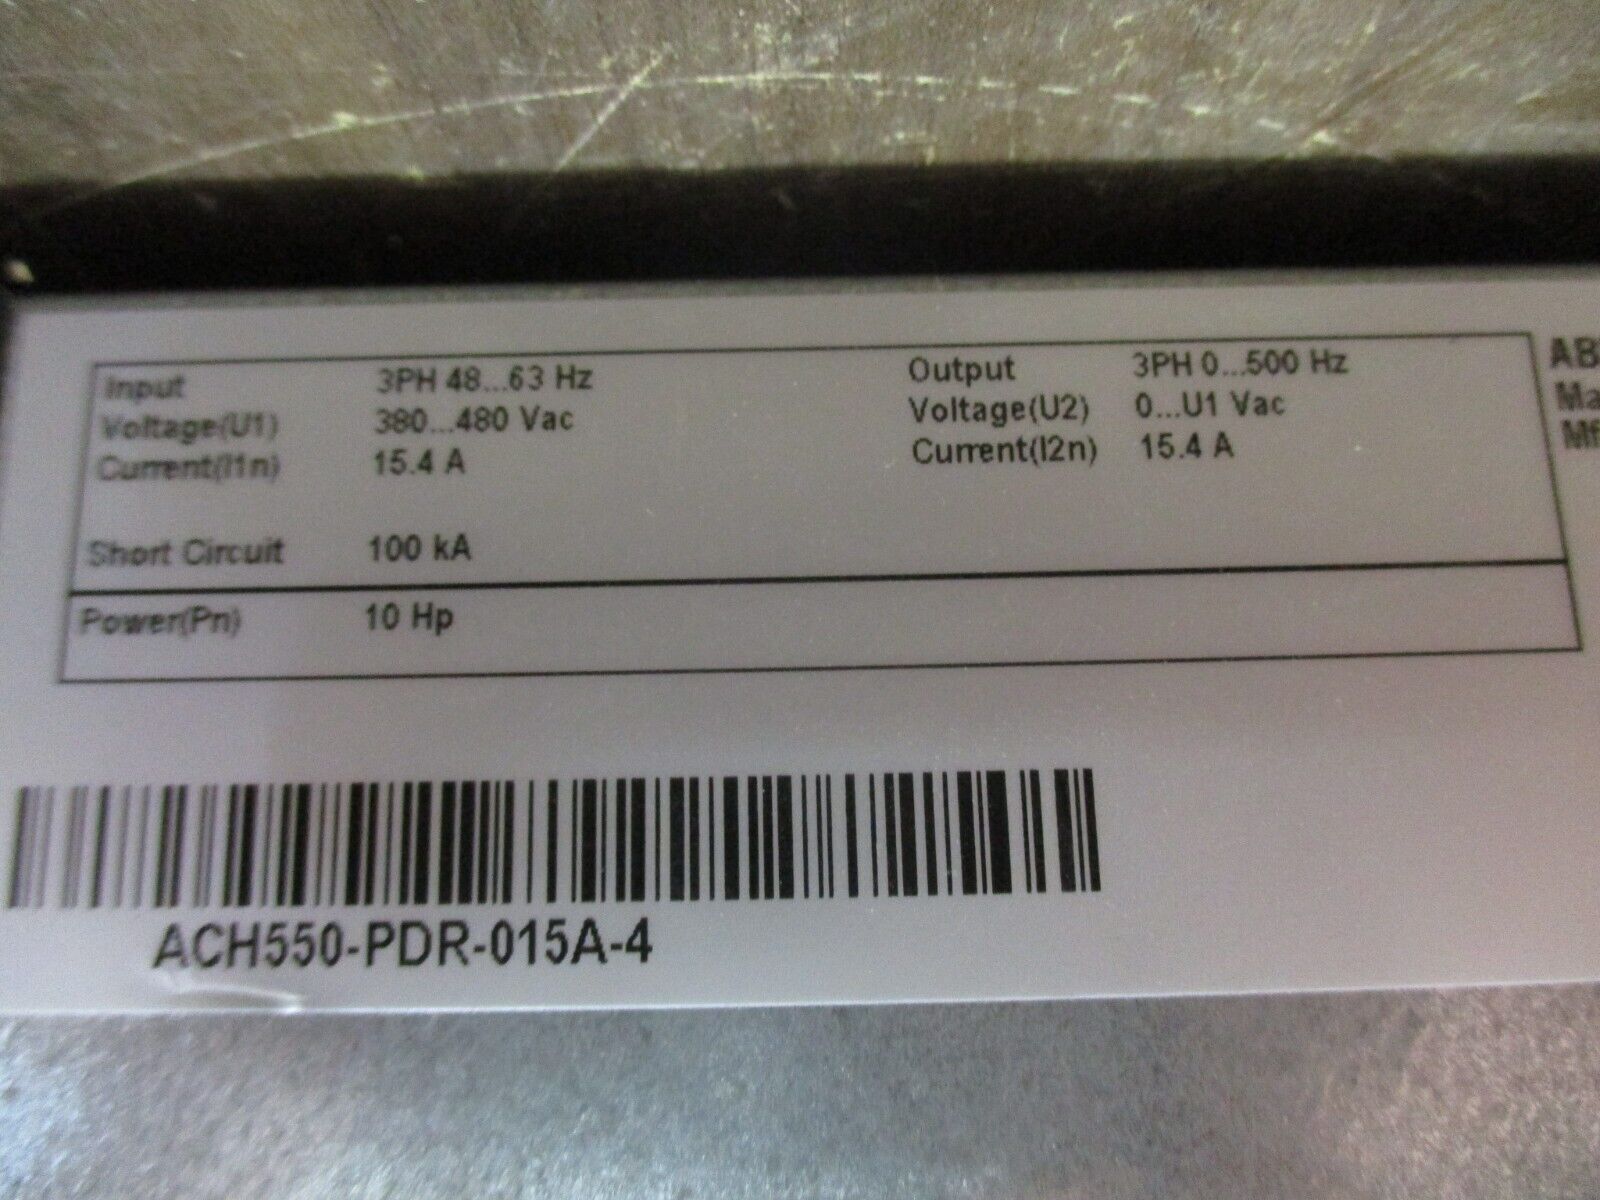 Input 3PH 48...63 Hz Output 3PH 0...500 Hz
Voltage(U1) 380...480 Vac Voltage(U2) 0...U1 Vac
Current(I1n) 15.4 A Current(I2n) 15.4 A
Short Circuit 100 kA
Power(Pn) 10 Hp
ACH550-PDR-015A-4